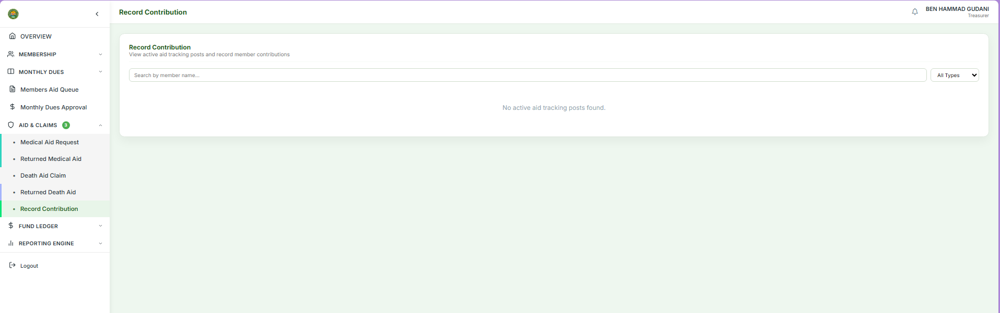 Record Contribution
BEN HAMMAD GUDANI
Treasurer
OVERVIEW
MEMBERSHIP
MONTHLY DUES
Members Aid Queue
Monthly Dues Approval
AID & CLAIMS 3
• Medical Aid Request
• Returned Medical Aid
• Death Aid Claim
• Returned Death Aid
• Record Contribution
FUND LEDGER
REPORTING ENGINE
Logout
Record Contribution
View active aid tracking posts and record member contributions
Search by member name...
All Types
No active aid tracking posts found.